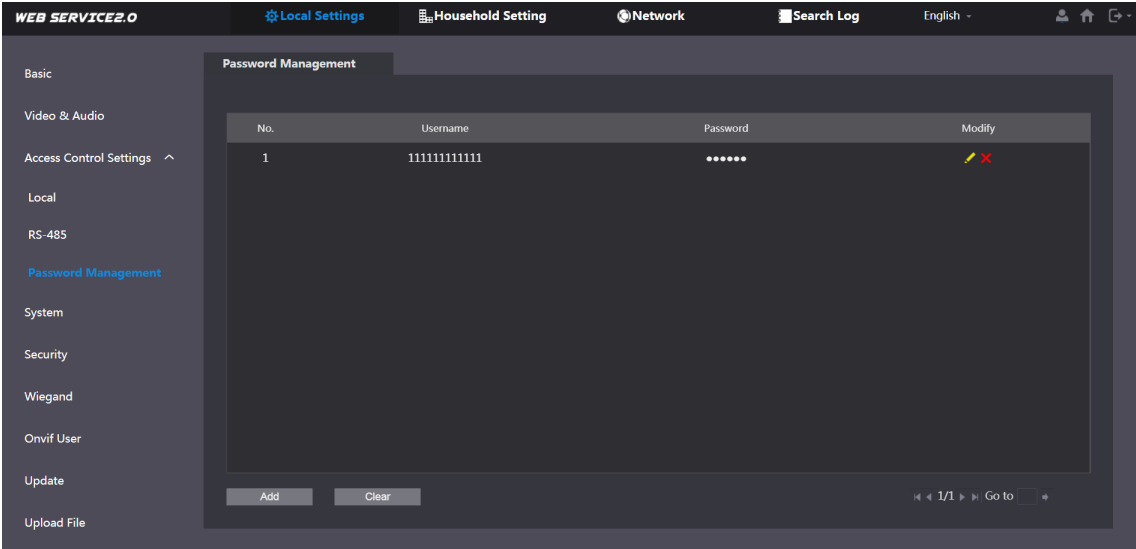 WEB SERVICE2.0 Local Settings Household Setting Network Search Log English
Basic
Video & Audio
Access Control Settings
Local
RS-485
Password Management
System
Security
Wiegand
Onvif User
Update
Upload File
Password Management
No. Username Password Modify
1 111111111111 ••••••
Add Clear 1/1 Go to